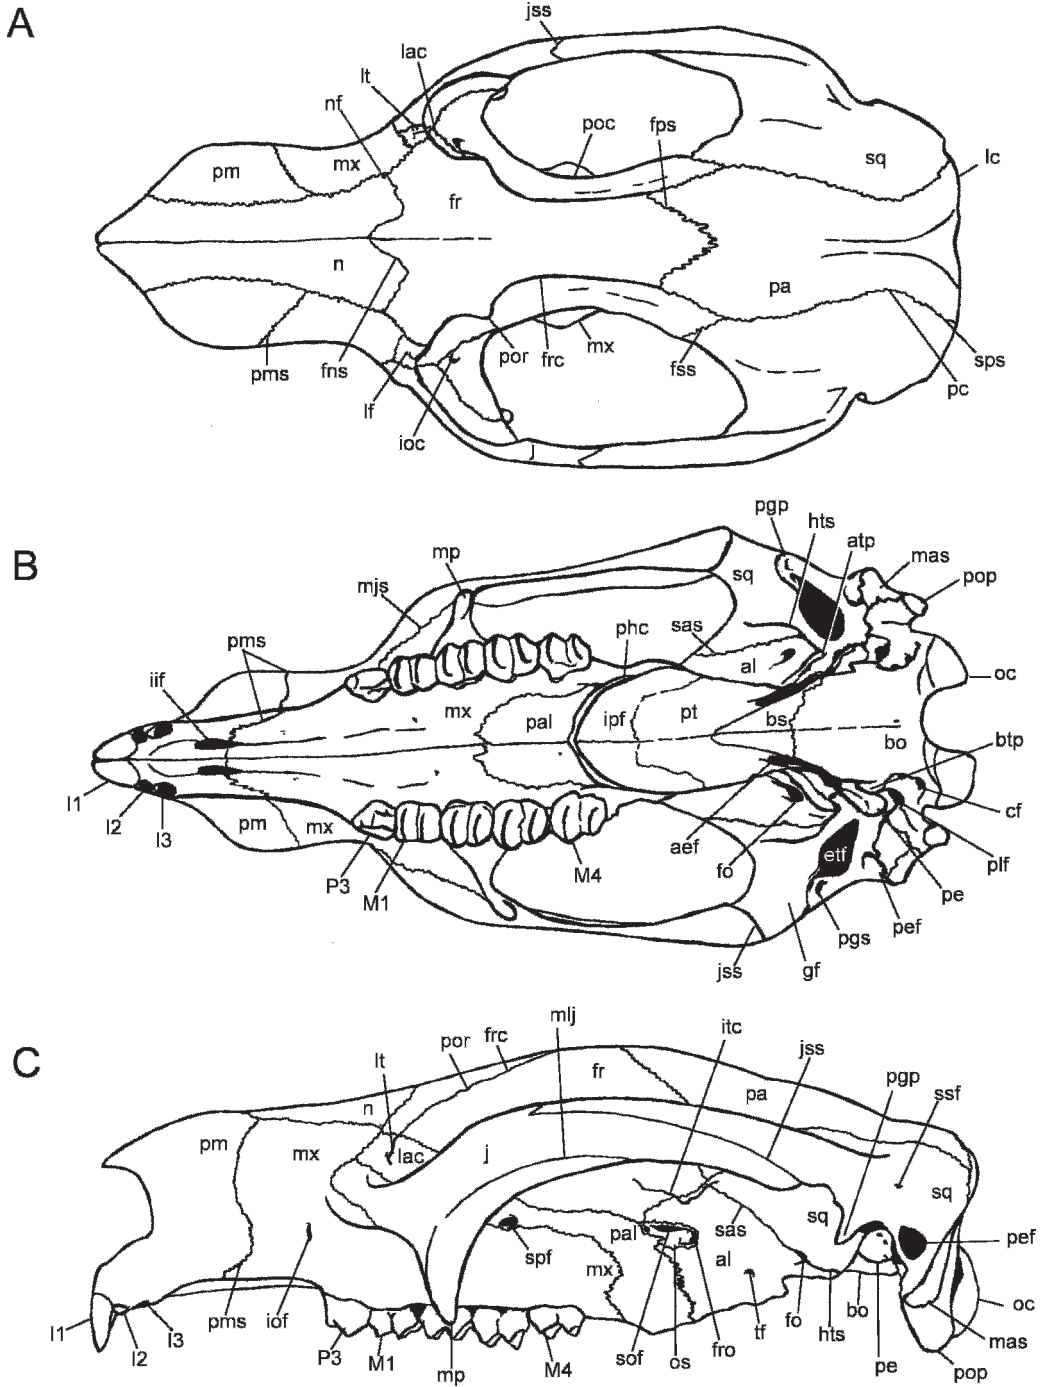 A
jss
lac
lt
nf
poc
fps
pm
mx
sq
lc
fr
n
pa
por
frc
mx
fss
sps
pc
pms
fns
lf
ioc
j
B
pgp
hts
atp
mp
mas
pop
sq
mjs
phc
sas
pms
al
iif
oc
mx
pal
ipf
pt
bs
bo
btp
I1
I2
I3
pm
mx
cf
aef
fo
etf
plf
P3
M1
M4
pe
pef
pgs
jss
gf
C
mlj
itc
frc
por
jss
lt
fr
pgp
ssf
n
pa
pm
mx
lac
j
sq
sq
pal
sas
pef
spf
al
mx
I1
I2
I3
pms
iof
P3
M1
mp
M4
sof
os
fro
tf
fo
hts
bo
pe
oc
mas
pop